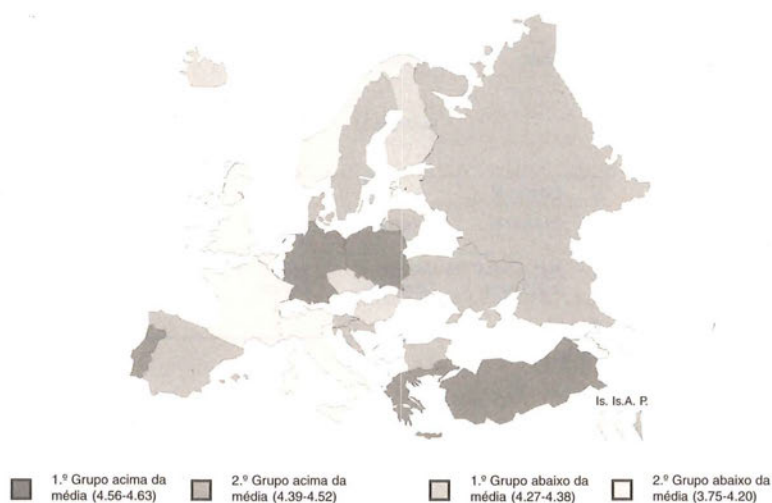 Is. Is.A. P.
1.º Grupo acima da
média (4.56-4.63)
2.º Grupo acima da
média (4.39-4.52)
1.º Grupo abaixo da
média (4.27-4.38)
2.º Grupo abaixo da
média (3.75-4.20)